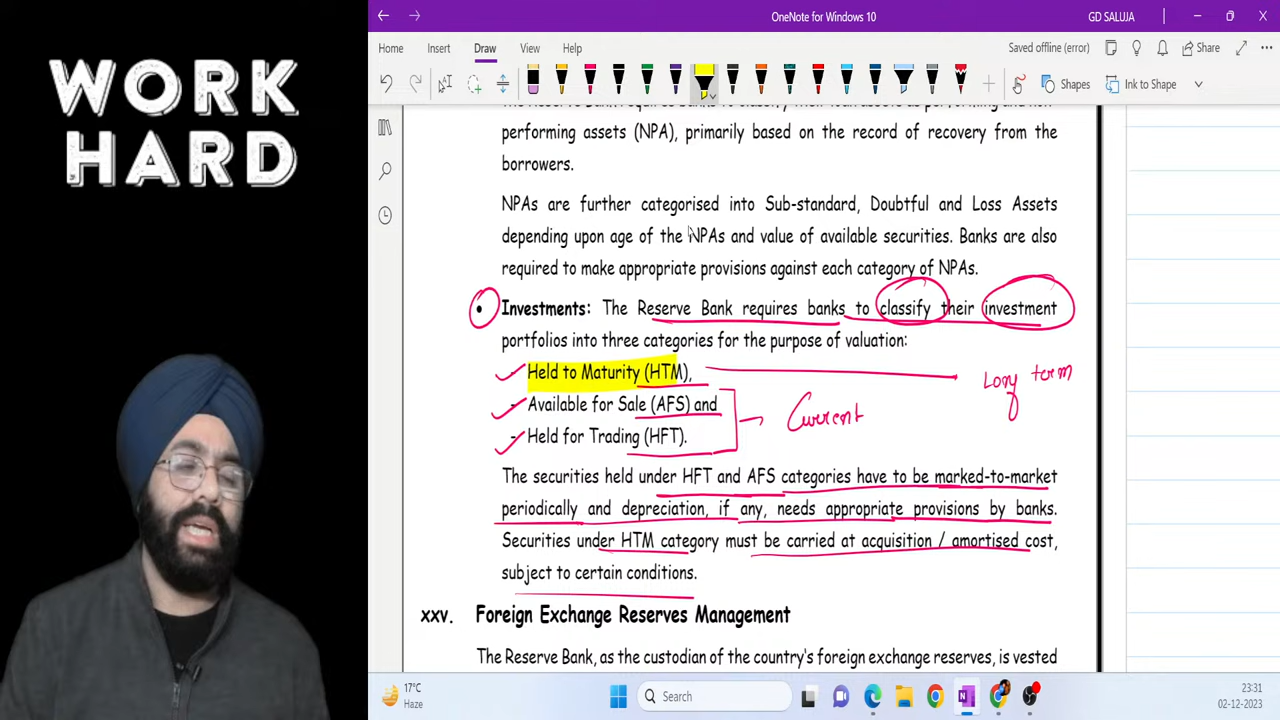 WORK
HARD
OneNote for Windows 10
GD SALUJA
Home Insert Draw View Help
Saved offline (error)
Share
Shapes
Ink to Shape
performing assets (NPA), primarily based on the record of recovery from the
borrowers.
NPAs are further categorised into Sub-standard, Doubtful and Loss Assets
depending upon age of the NPAs and value of available securities. Banks are also
required to make appropriate provisions against each category of NPAs.
• Investments: The Reserve Bank requires banks to classify their investment
portfolios into three categories for the purpose of valuation:
Held to Maturity (HTM),
Long term
- Available for Sale (AFS) and
Current
- Held for Trading (HFT).
The securities held under HFT and AFS categories have to be marked-to-market
periodically and depreciation, if any, needs appropriate provisions by banks.
Securities under HTM category must be carried at acquisition / amortised cost,
subject to certain conditions.
xxv. Foreign Exchange Reserves Management
The Reserve Bank, as the custodian of the country's foreign exchange reserves, is vested
17°C
Haze
Search
23:31
02-12-2023